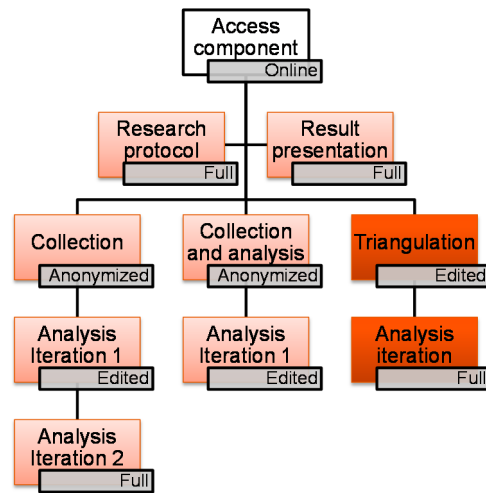 Access
component
Online
Research
protocol
Full
Result
presentation
Full
Collection
Anonymized
Collection
and analysis
Anonymized
Triangulation
Edited
Analysis
Iteration 1
Edited
Analysis
Iteration 1
Edited
Analysis
iteration
Full
Analysis
Iteration 2
Full